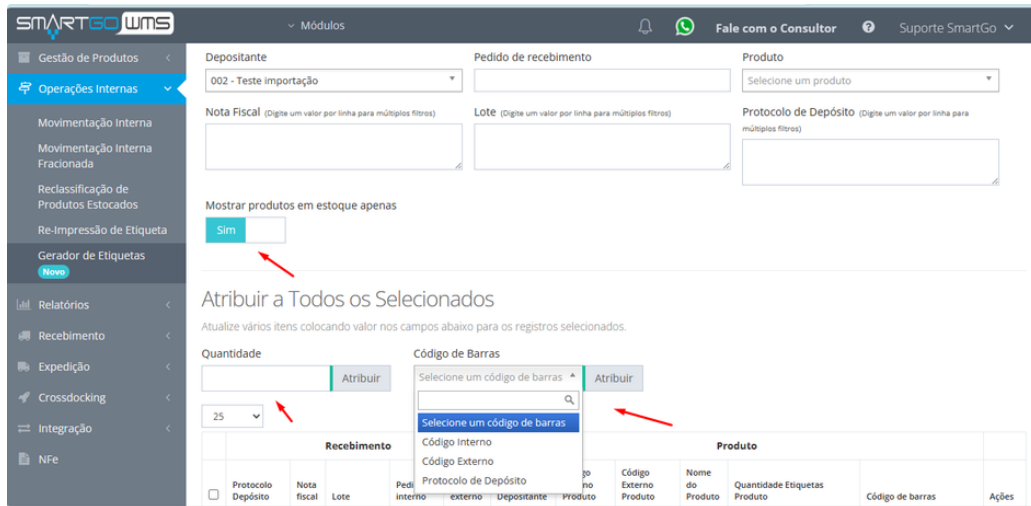 SMARTGO WMS
Módulos
Fale com o Consultor
Suporte SmartGo
Gestão de Produtos
Operações Internas
Movimentação Interna
Movimentação Interna
Fracionada
Reclassificação de
Produtos Estocados
Re-Impressão de Etiqueta
Gerador de Etiquetas
Novo
Relatórios
Recebimento
Expedição
Crossdocking
Integração
NFe
Depositante
002 - Teste importação
Pedido de recebimento
Produto
Selecione um produto
Nota Fiscal (Digite um valor por linha para múltiplos filtros)
Lote (Digite um valor por linha para múltiplos filtros)
Protocolo de Depósito (Digite um valor por linha para
múltiplos filtros)
Mostrar produtos em estoque apenas
Sim
Atribuir a Todos os Selecionados
Atualize vários itens colocando valor nos campos abaixo para os registros selecionados.
Quantidade
Atribuir
Código de Barras
Selecione um código de barras
Atribuir
Selecione um código de barras
Código Interno
Código Externo
Protocolo de Depósito
25
Recebimento
Produto
Protocolo
Depósito
Nota
fiscal
Lote
interno
externo
Depositante
Produto
Código
Externo
Produto
Nome
do
Produto
Quantidade Etiquetas
Produto
Código de barras
Ações